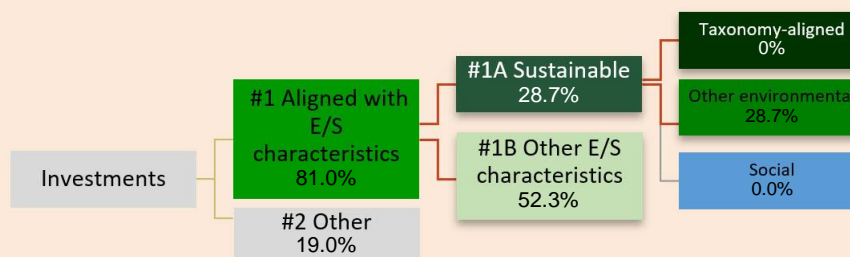 Investments
#1 Aligned with
E/S
characteristics
81.0%
#2 Other
19.0%
#1A Sustainable
28.7%
#1B Other E/S
characteristics
52.3%
Taxonomy-aligned
0%
Other environmenta
28.7%
Social
0.0%